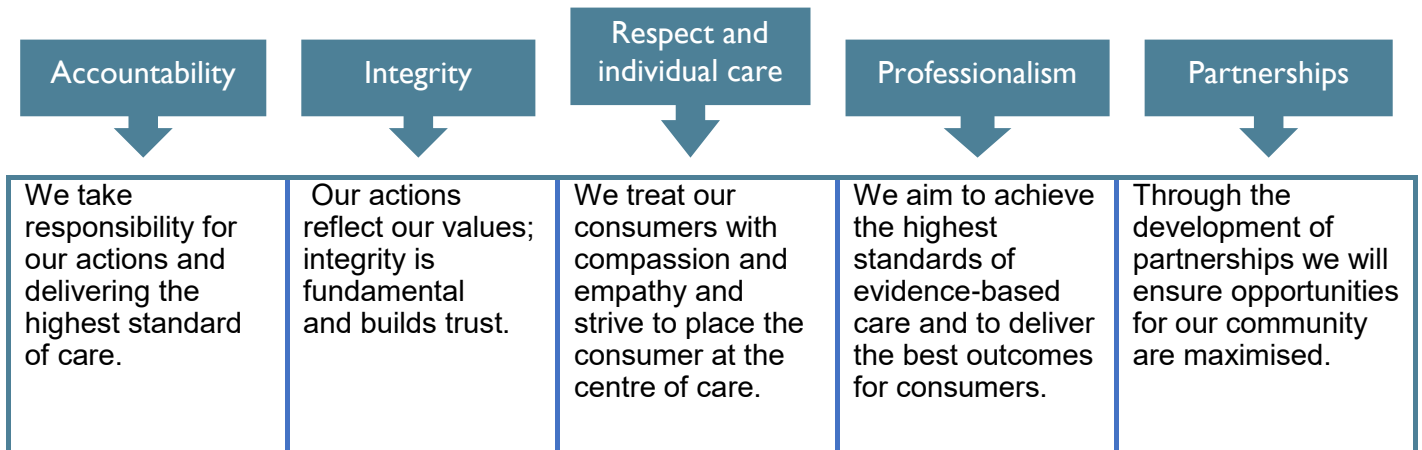 Accountability
We take
responsibility for
our actions and
delivering the
highest standard
of care.
Integrity
Our actions
reflect our values;
integrity is
fundamental
and builds trust.
Respect and
individual care
We treat our
consumers with
compassion and
empathy and
strive to place the
consumer at the
centre of care.
Professionalism
We aim to achieve
the highest
standards of
evidence-based
care and to deliver
the best outcomes
for consumers.
Partnerships
Through the
development of
partnerships we will
ensure opportunities
for our community
are maximised.